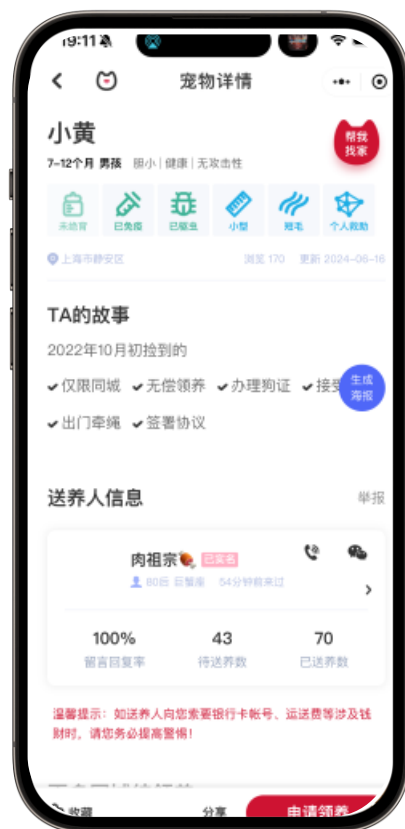 19:11
宠物详情
小黄
帮我
找家
7-12个月 男孩 胆小|健康|无攻击性
未绝育 已免疫 已驱虫 小型 短毛 个人救助
上海市静安区 浏览 170 更新 2024-06-16
TA的故事
2022年10月初捡到的
✔仅限同城 ✔无偿领养 ✔办理狗证 ✔接受
生成
海报
✔出门牵绳 ✔签署协议
送养人信息 举报
肉祖宗 已实名
80后 巨蟹座 54分钟前来过
100% 43 70
留言回复率 待送养数 已送养数
温馨提示：如送养人向您索要银行卡帐号、运送费等涉及钱
财时，请您务必提高警惕！
收藏 分享 申请领养